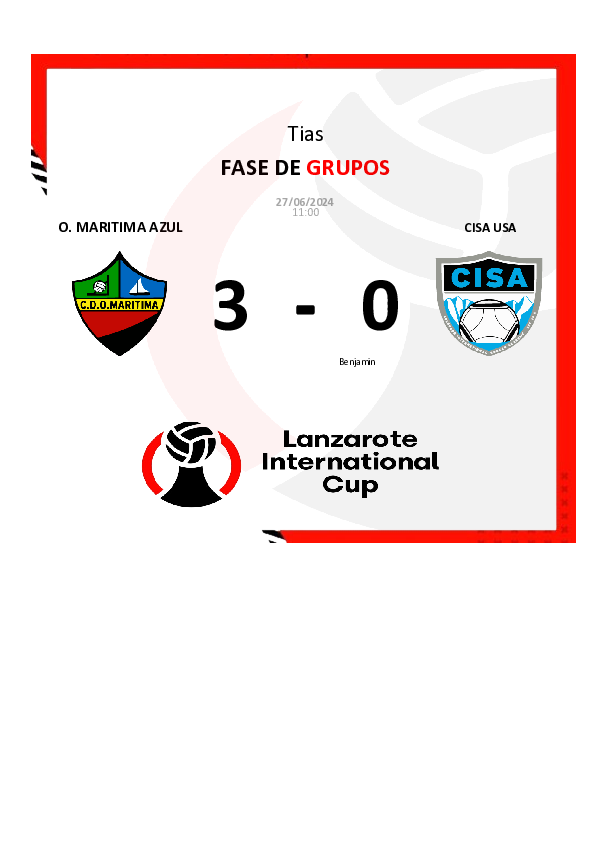 Tias
FASE DE GRUPOS
27/06/2024
11:00
O. MARITIMA AZUL
CISA USA
C.D.O.MARITIMA
CISA
3 - 0
Benjamin
Lanzarote
International
Cup